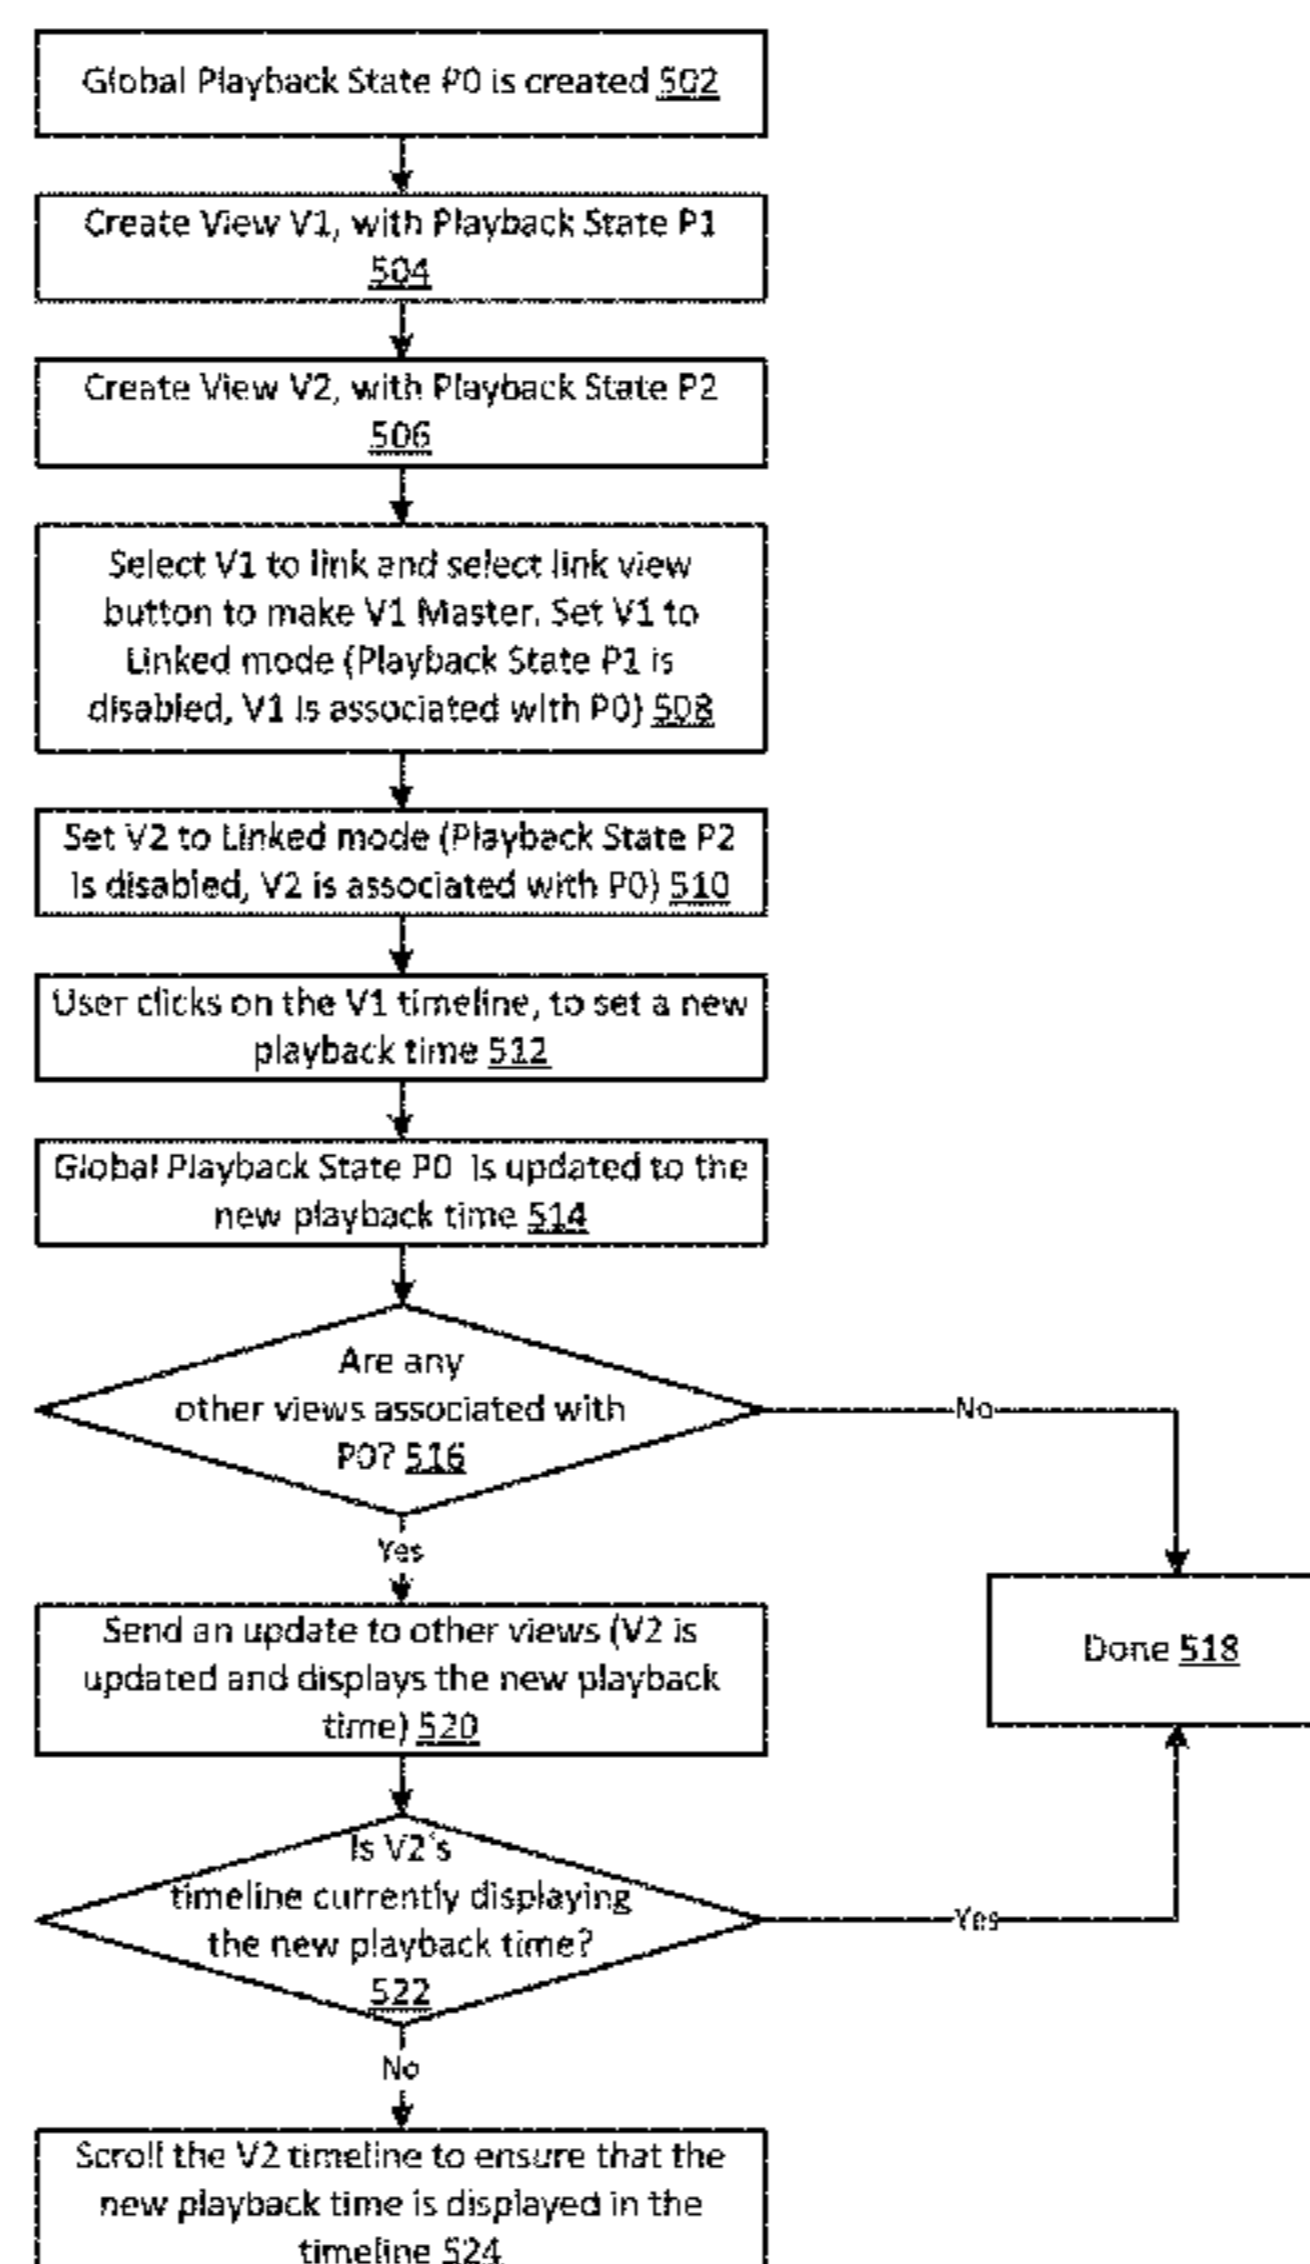 Global Playback State P0 is created 502
Create View V1, with Playback State P1
504
Create View V2, with Playback State P2
506
Select V1 to link and select link view
button to make V1 Master. Set V1 to
Linked mode (Playback State P1 is
disabled, V1 is associated with P0) 508
Set V2 to Linked mode (Playback State P2
is disabled, V2 is associated with P0) 510
User clicks on the V1 timeline, to set a new
playback time 512
Global Playback State P0 is updated to the
new playback time 514
Are any
other views associated with
P0? 516
No
Yes
Send an update to other views (V2 is
updated and displays the new playback
time) 520
Done 518
Is V2's
timeline currently displaying
the new playback time?
522
Yes
No
Scroll the V2 timeline to ensure that the
new playback time is displayed in the
timeline 524